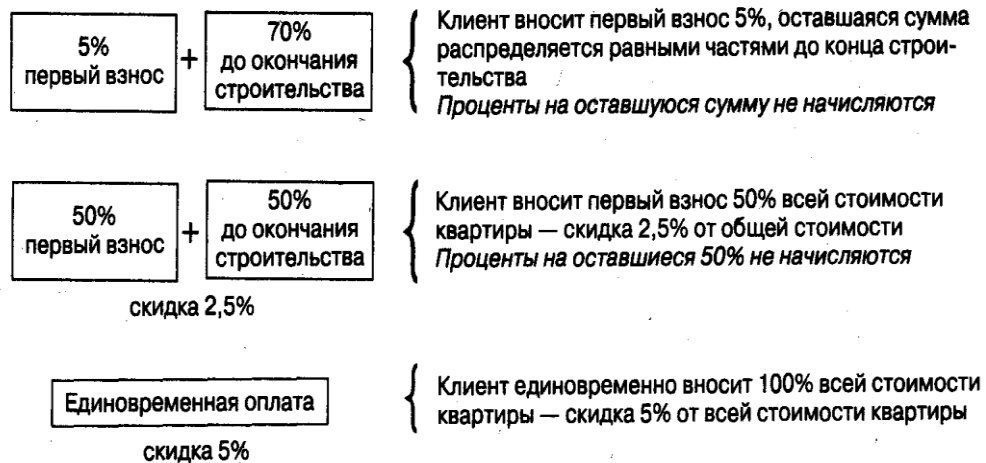 5%
первый взнос
+
70%
до окончания
строительства
Клиент вносит первый взнос 5%, оставшаяся сумма
распределяется равными частями до конца строи-
тельства
Проценты на оставшуюся сумму не начисляются
50%
первый взнос
+
50%
до окончания
строительства
скидка 2,5%
Клиент вносит первый взнос 50% всей стоимости
квартиры — скидка 2,5% от общей стоимости
Проценты на оставшиеся 50% не начисляются
Единовременная оплата
скидка 5%
Клиент единовременно вносит 100% всей стоимости
квартиры — скидка 5% от всей стоимости квартиры